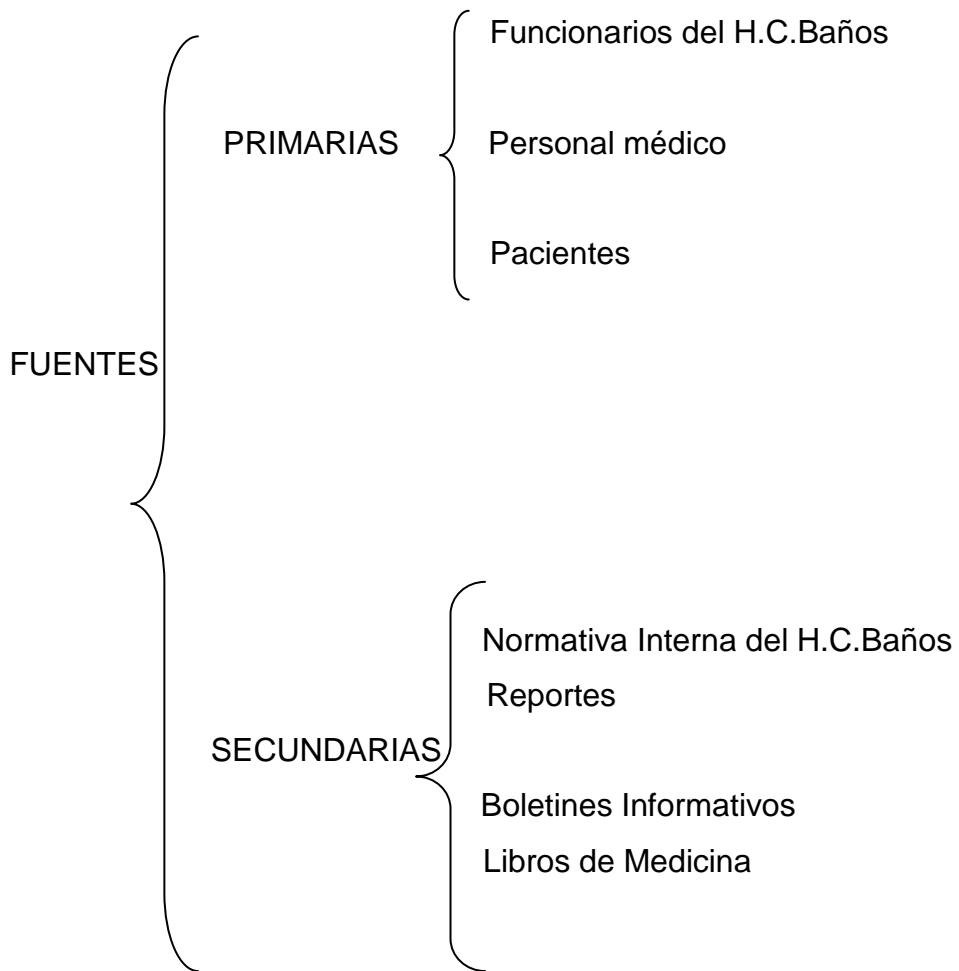 FUENTES
PRIMARIAS
Funcionarios del H.C.Baños
Personal médico
Pacientes
SECUNDARIAS
Normativa Interna del H.C.Baños
Reportes
Boletines Informativos
Libros de Medicina